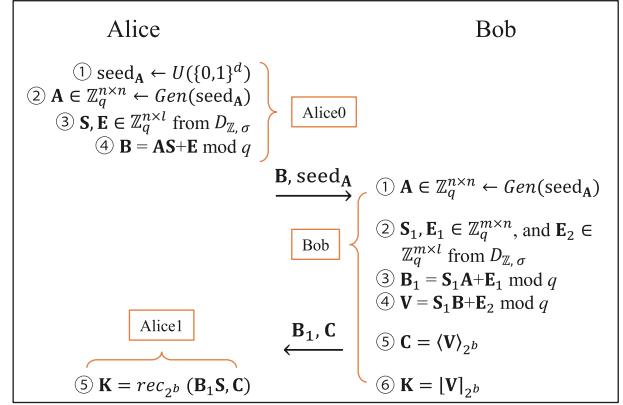 Alice
Bob
① seed_A ← U({0,1}^d)
② A ∈ ℤ_q^{n×n} ← Gen(seed_A)
③ S, E ∈ ℤ_q^{n×l} from D_{ℤ, σ}
④ B = AS+E mod q
Alice0
B, seed_A
① A ∈ ℤ_q^{n×n} ← Gen(seed_A)
② S_1, E_1 ∈ ℤ_q^{m×n}, and E_2 ∈
ℤ_q^{m×l} from D_{ℤ, σ}
③ B_1 = S_1A+E_1 mod q
④ V = S_1B+E_2 mod q
Bob
Alice1
B_1, C
⑤ C = ⟨V⟩_{2^b}
⑤ K = rec_{2^b} (B_1S, C)
⑥ K = ⌊V⌋_{2^b}